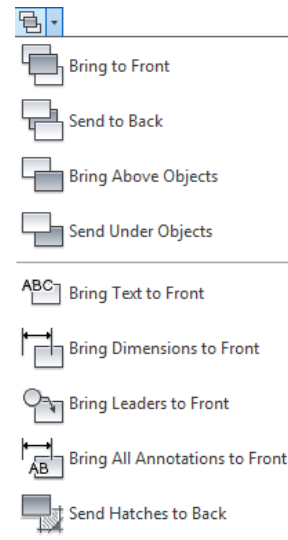 Bring to Front
Send to Back
Bring Above Objects
Send Under Objects
ABC
Bring Text to Front
Bring Dimensions to Front
Bring Leaders to Front
AB
Bring All Annotations to Front
Send Hatches to Back